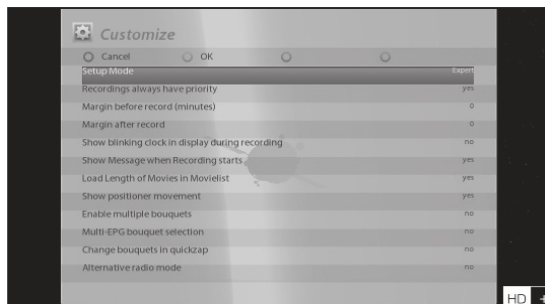 Customize
Cancel OK
Setup Mode Expert
Recordings always have priority yes
Margin before record (minutes) 0
Margin after record 0
Show blinking clock in display during recording no
Show Message when Recording starts yes
Load Length of Movies in Movielist yes
Show positioner movement yes
Enable multiple bouquets no
Multi-EPG bouquet selection no
Change bouquets in quickzap no
Alternative radio mode no
HD +